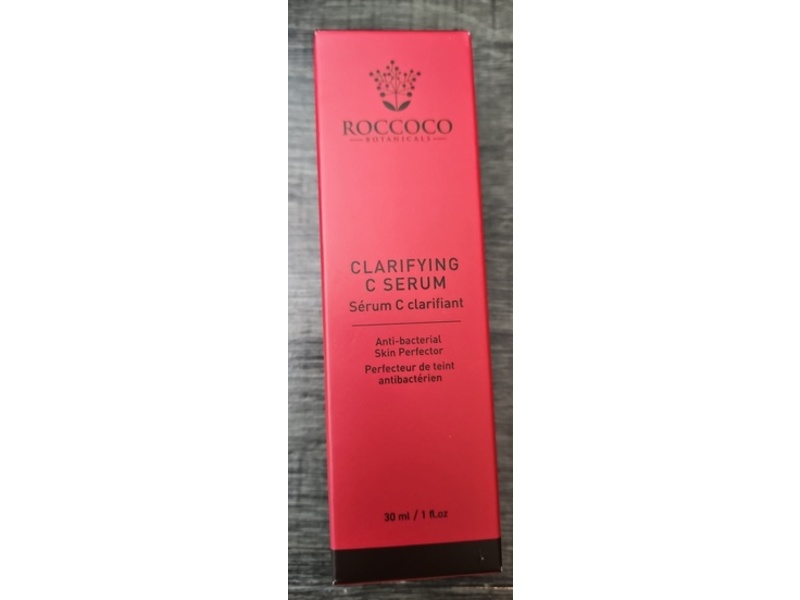 ROCCOCO
BOTANICALS
CLARIFYING
C SERUM
Sérum C clarifiant
Anti-bacterial
Skin Perfector
Perfecteur de teint
antibactérien
30 ml / 1 fl.oz